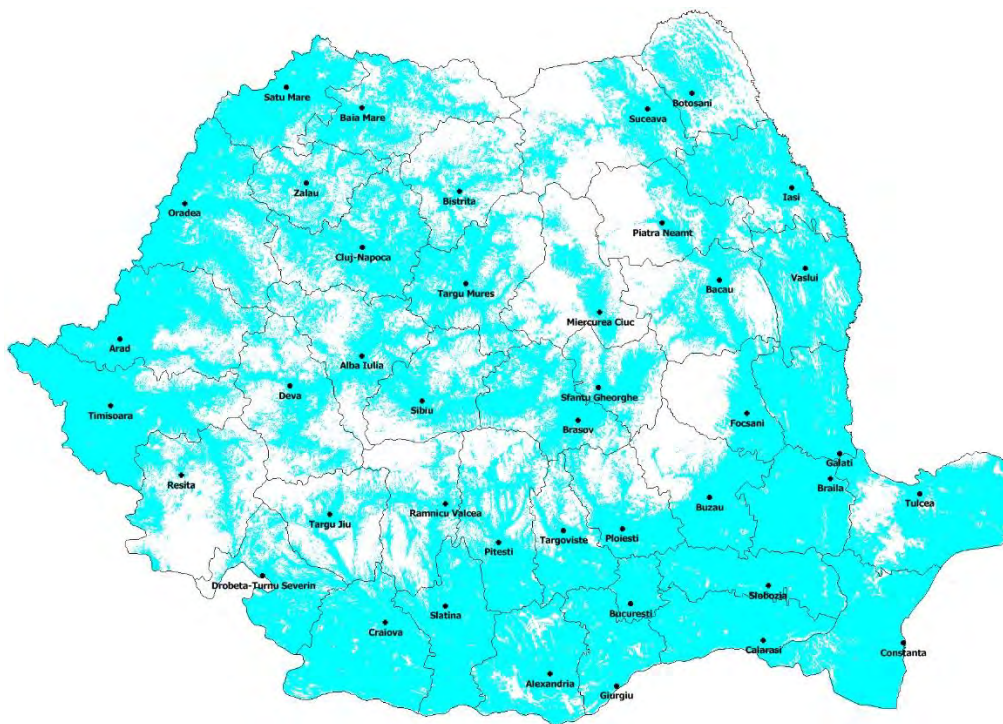 Satu Mare
Botosani
Baia Mare
Suceava
Zalau
Iasi
Bistrita
Oradea
Piatra Neamt
Cluj-Napoca
Vaslui
Bacau
Targu Mures
Miercurea Ciuc
Arad
Alba Iulia
Deva
Sfantu Gheorghe
Sibiu
Timisoara
Focsani
Brasov
Galati
Resita
Braila
Tulcea
Buzau
Ramnicu Valcea
Targu Jiu
Targoviste
Ploiesti
Pitesti
Drobeta-Turnu Severin
Slobozia
Slatina
Bucuresti
Craiova
Calarasi
Constanta
Alexandria
Giurgiu